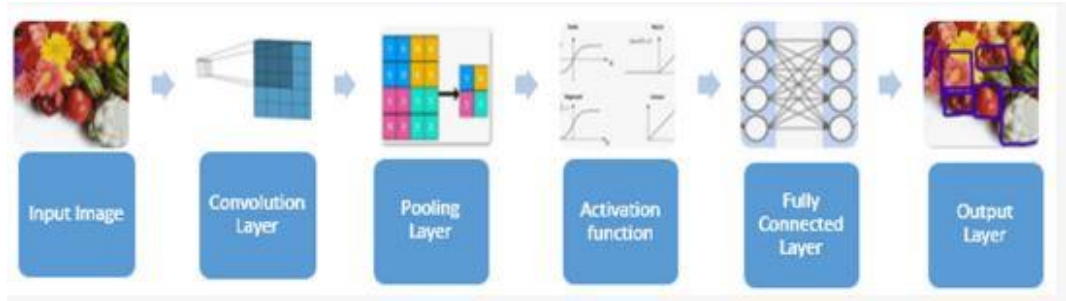 Input Image
Convolution
Layer
Pooling
Layer
Activation
function
Fully
Connected
Layer
Output
Layer